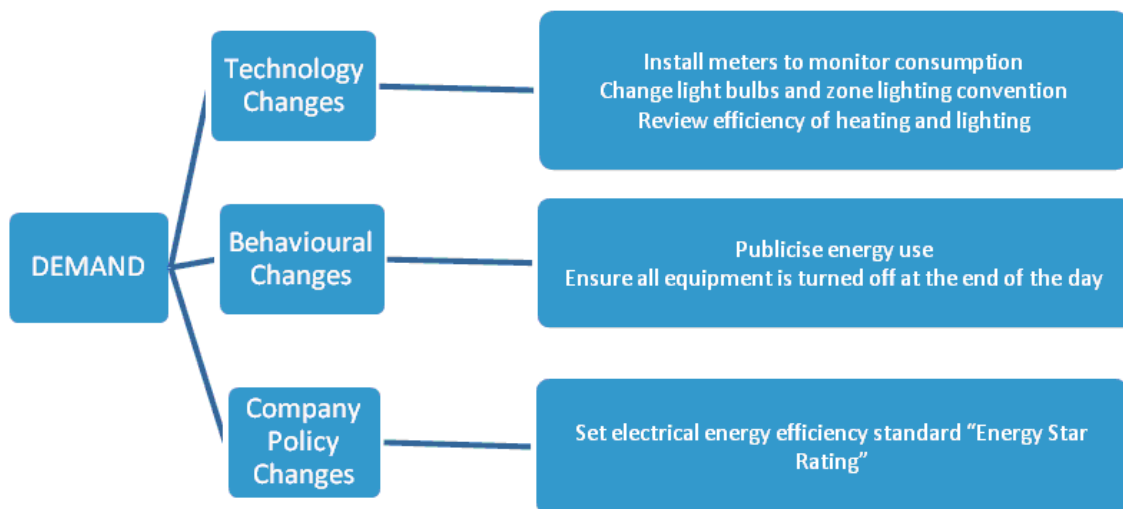 DEMAND
Technology
Changes
Install meters to monitor consumption
Change light bulbs and zone lighting convention
Review efficiency of heating and lighting
Behavioural
Changes
Publicise energy use
Ensure all equipment is turned off at the end of the day
Company
Policy
Changes
Set electrical energy efficiency standard “Energy Star
Rating”